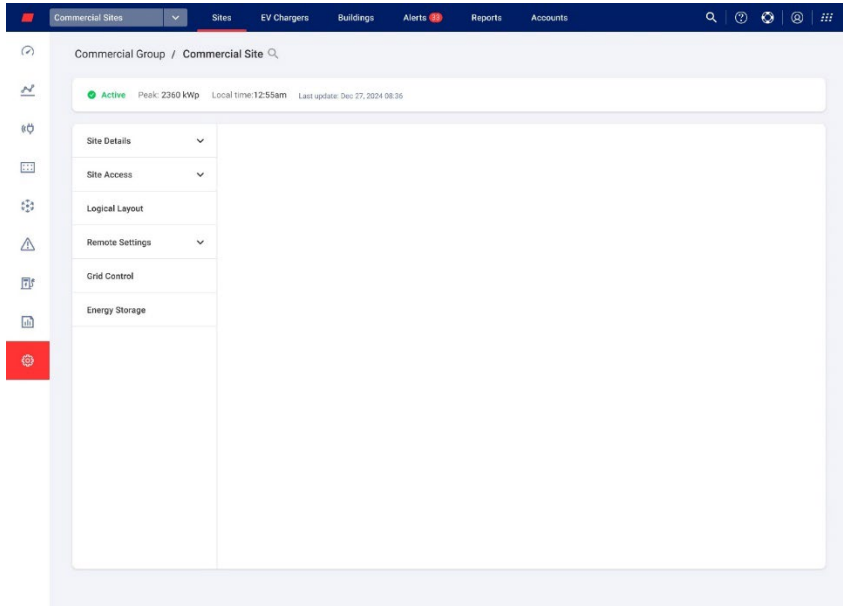 Commercial Sites Sites EV Chargers Buildings Alerts 33 Reports Accounts
Commercial Group / Commercial Site
Active Peak: 2360 kWp Local time:12:55am Last update: Dec 27, 2024 08:36
Site Details
Site Access
Logical Layout
Remote Settings
Grid Control
Energy Storage